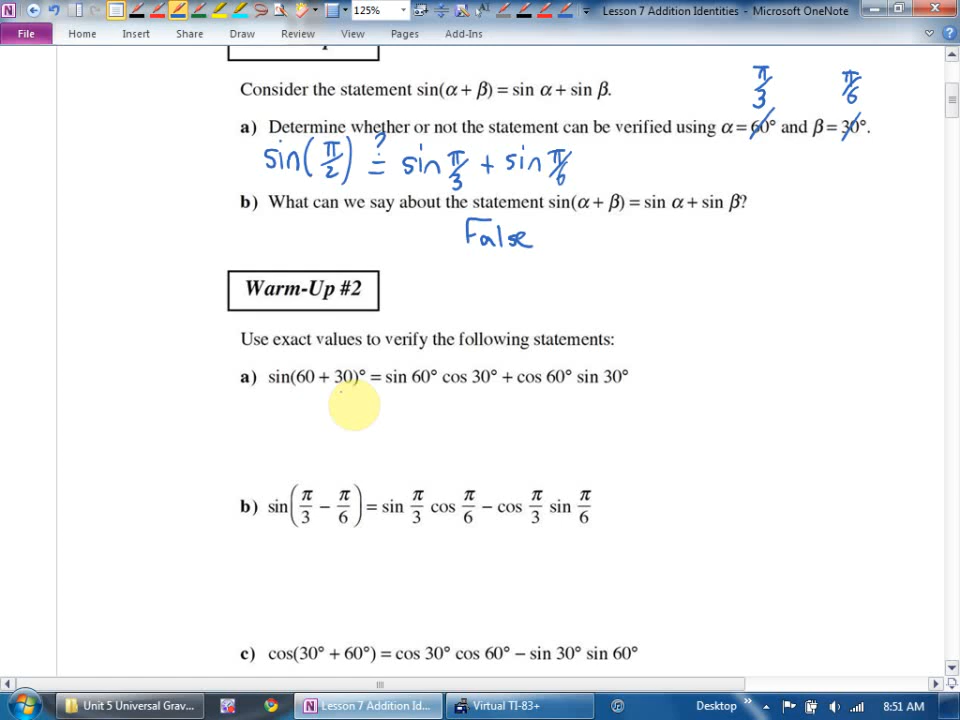 125%
Lesson 7 Addition Identities - Microsoft OneNote
File Home Insert Share Draw Review View Pages Add-Ins
Consider the statement sin(α + β) = sin α + sin β.
π/3 π/6
a) Determine whether or not the statement can be verified using α = 60° and β = 30°.
sin(π/2) ?= sin π/3 + sin π/6
b) What can we say about the statement sin(α + β) = sin α + sin β?
False
Warm-Up #2
Use exact values to verify the following statements:
a) sin(60 + 30)° = sin 60° cos 30° + cos 60° sin 30°
b) sin(π/3 − π/6) = sin π/3 cos π/6 − cos π/3 sin π/6
c) cos(30° + 60°) = cos 30° cos 60° − sin 30° sin 60°
Unit 5 Universal Grav... Lesson 7 Addition Id... Virtual TI-83+ Desktop 8:51 AM